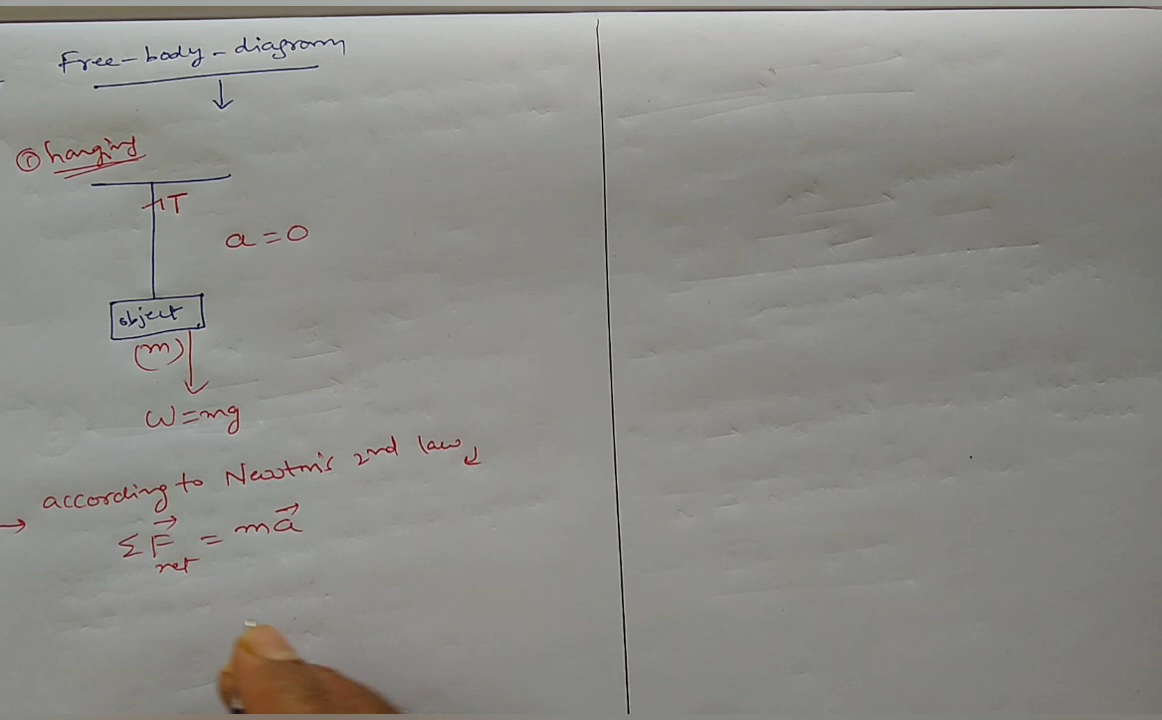 Free-body-diagram
① hanging
T
a=0
object
(m)
W=mg
according to Newton's 2nd law
ΣF⃗ = ma⃗
net